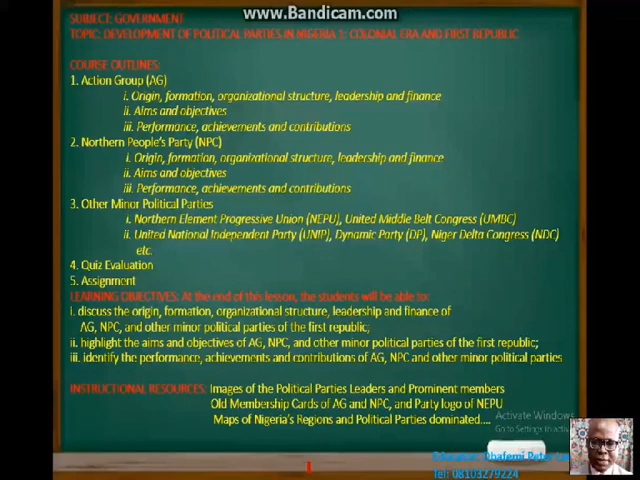 www.Bandicam.com
SUBJECT: GOVERNMENT
TOPIC: DEVELOPMENT OF POLITICAL PARTIES IN NIGERIA 1: COLONIAL ERA AND FIRST REPUBLIC
COURSE OUTLINES:
1. Action Group (AG)
i. Origin, formation, organizational structure, leadership and finance
ii. Aims and objectives
iii. Performance, achievements and contributions
2. Northern People's Party (NPC)
i. Origin, formation, organizational structure, leadership and finance
ii. Aims and objectives
iii. Performance, achievements and contributions
3. Other Minor Political Parties
i. Northern Element Progressive Union (NEPU), United Middle Belt Congress (UMBC)
ii. United National Independent Party (UNIP), Dynamic Party (DP), Niger Delta Congress (NDC)
etc.
4. Quiz Evaluation
5. Assignment
LEARNING OBJECTIVES: At the end of this lesson, the students will be able to:
i. discuss the origin, formation, organizational structure, leadership and finance of
AG, NPC, and other minor political parties of the first republic;
ii. highlight the aims and objectives of AG, NPC, and other minor political parties of the first republic;
iii. identify the performance, achievements and contributions of AG, NPC and other minor political parties
INSTRUCTIONAL RESOURCES: Images of the Political Parties Leaders and Prominent members
Old Membership Cards of AG and NPC, and Party logo of NEPU
Maps of Nigeria's Regions and Political Parties dominated....
Activate Windows
Go to Settings to
Obafemi Peter
Tel: 08103279224
1